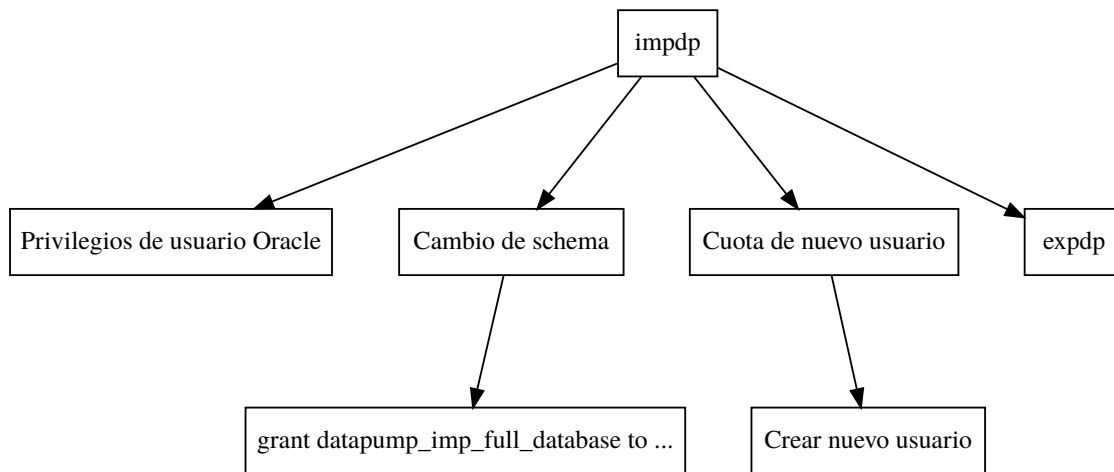 impdp
Privilegios de usuario Oracle
Cambio de schema
Cuota de nuevo usuario
expdp
grant datapump_imp_full_database to ...
Crear nuevo usuario